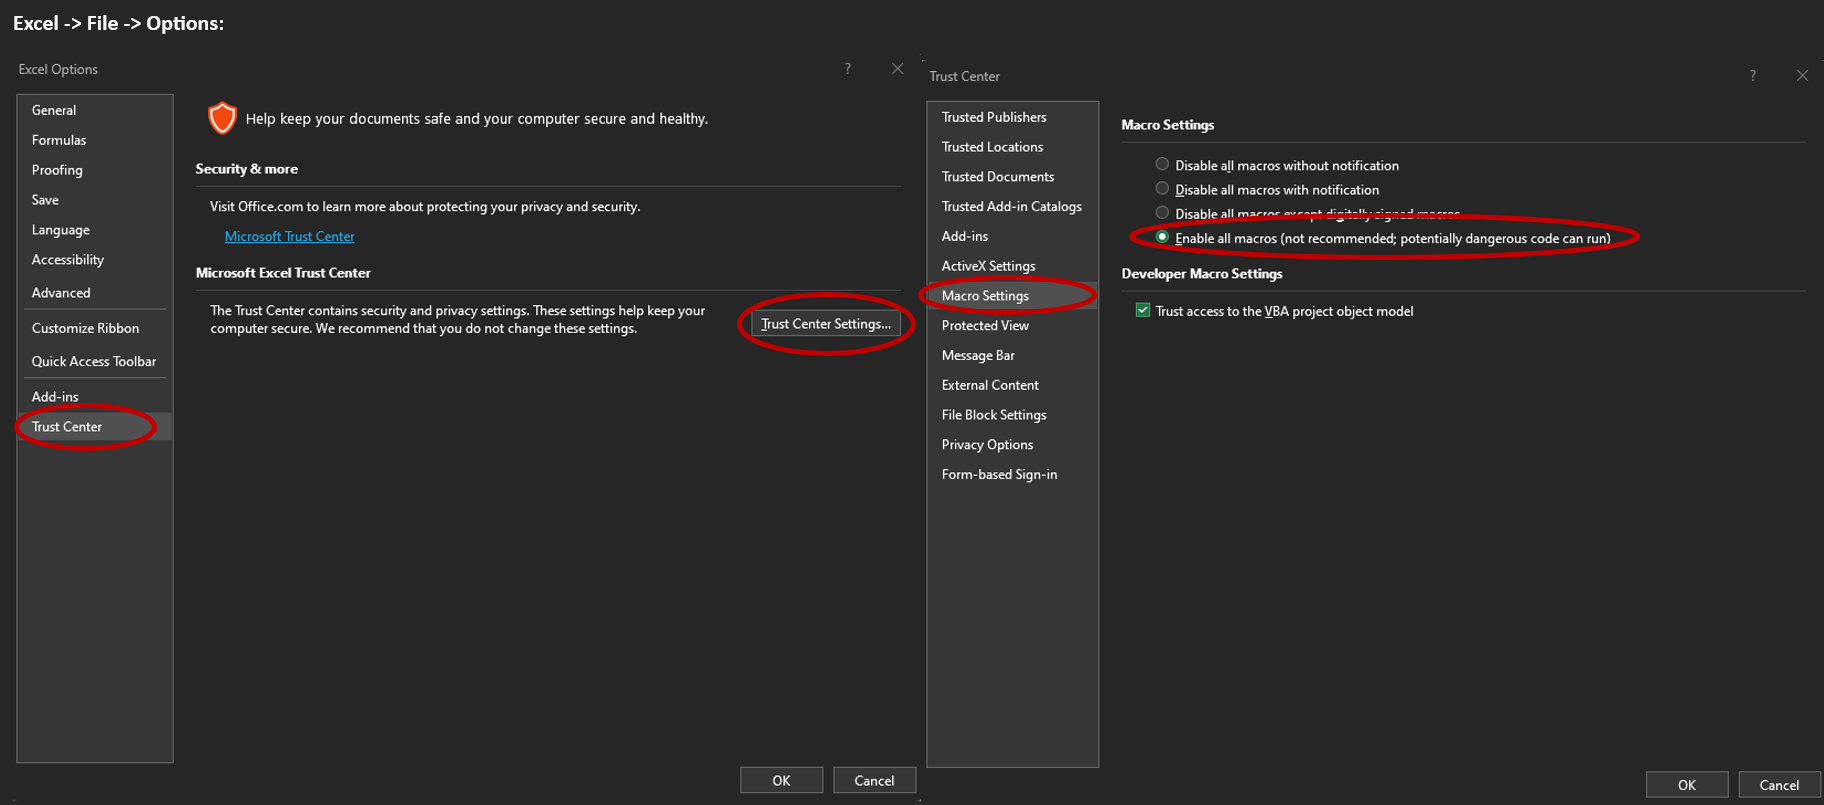 Excel -> File -> Options:
Excel Options
?
General
Formulas
Proofing
Save
Language
Accessibility
Advanced
Customize Ribbon
Quick Access Toolbar
Add-ins
Trust Center
Help keep your documents safe and your computer secure and healthy.
Security & more
Visit Office.com to learn more about protecting your privacy and security.
Microsoft Trust Center
Microsoft Excel Trust Center
The Trust Center contains security and privacy settings. These settings help keep your
computer secure. We recommend that you do not change these settings.
Trust Center Settings...
OK
Cancel
Trust Center
?
Trusted Publishers
Trusted Locations
Trusted Documents
Trusted Add-in Catalogs
Add-ins
ActiveX Settings
Macro Settings
Protected View
Message Bar
External Content
File Block Settings
Privacy Options
Form-based Sign-in
Macro Settings
Disable all macros without notification
Disable all macros with notification
Disable all macros except digitally signed macros
Enable all macros (not recommended; potentially dangerous code can run)
Developer Macro Settings
Trust access to the VBA project object model
OK
Cancel